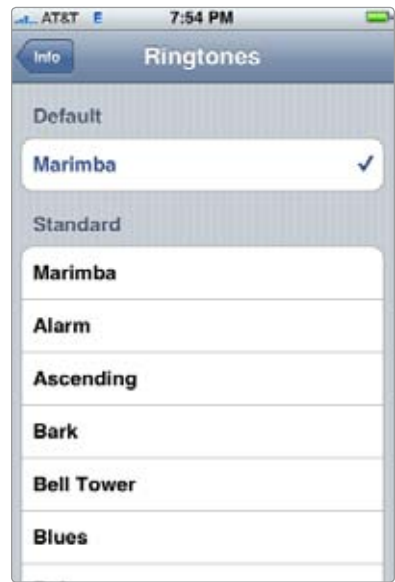 AT&T E 7:54 PM
Info Ringtones
Default
Marimba
Standard
Marimba
Alarm
Ascending
Bark
Bell Tower
Blues